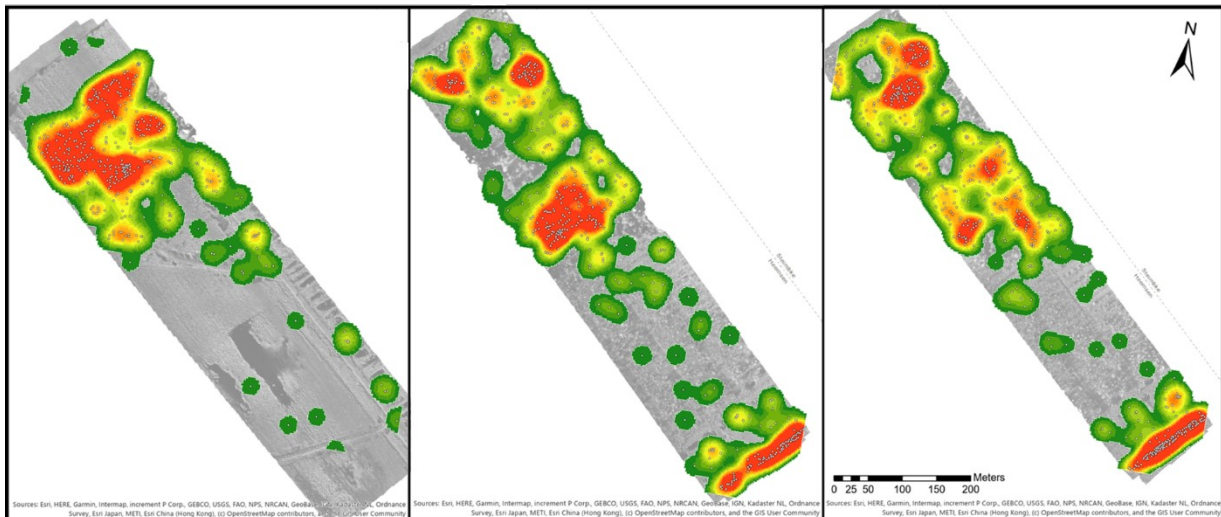 N
Steimbke
Heemsen
Steimbke
Heemsen
Meters
0 25 50 100 150 200
Sources: Esri, HERE, Garmin, Intermap, increment P Corp., GEBCO, USGS, FAO, NPS, NRCAN, GeoBase, IGN, Kadaster NL, Ordnance
Survey, Esri Japan, METI, Esri China (Hong Kong), (c) OpenStreetMap contributors, and the GIS User Community
Sources: Esri, HERE, Garmin, Intermap, increment P Corp., GEBCO, USGS, FAO, NPS, NRCAN, GeoBase, IGN, Kadaster NL, Ordnance
Survey, Esri Japan, METI, Esri China (Hong Kong), (c) OpenStreetMap contributors, and the GIS User Community
Sources: Esri, HERE, Garmin, Intermap, increment P Corp., GEBCO, USGS, FAO, NPS, NRCAN, GeoBase, IGN, Kadaster NL, Ordnance
Survey, Esri Japan, METI, Esri China (Hong Kong), (c) OpenStreetMap contributors, and the GIS User Community